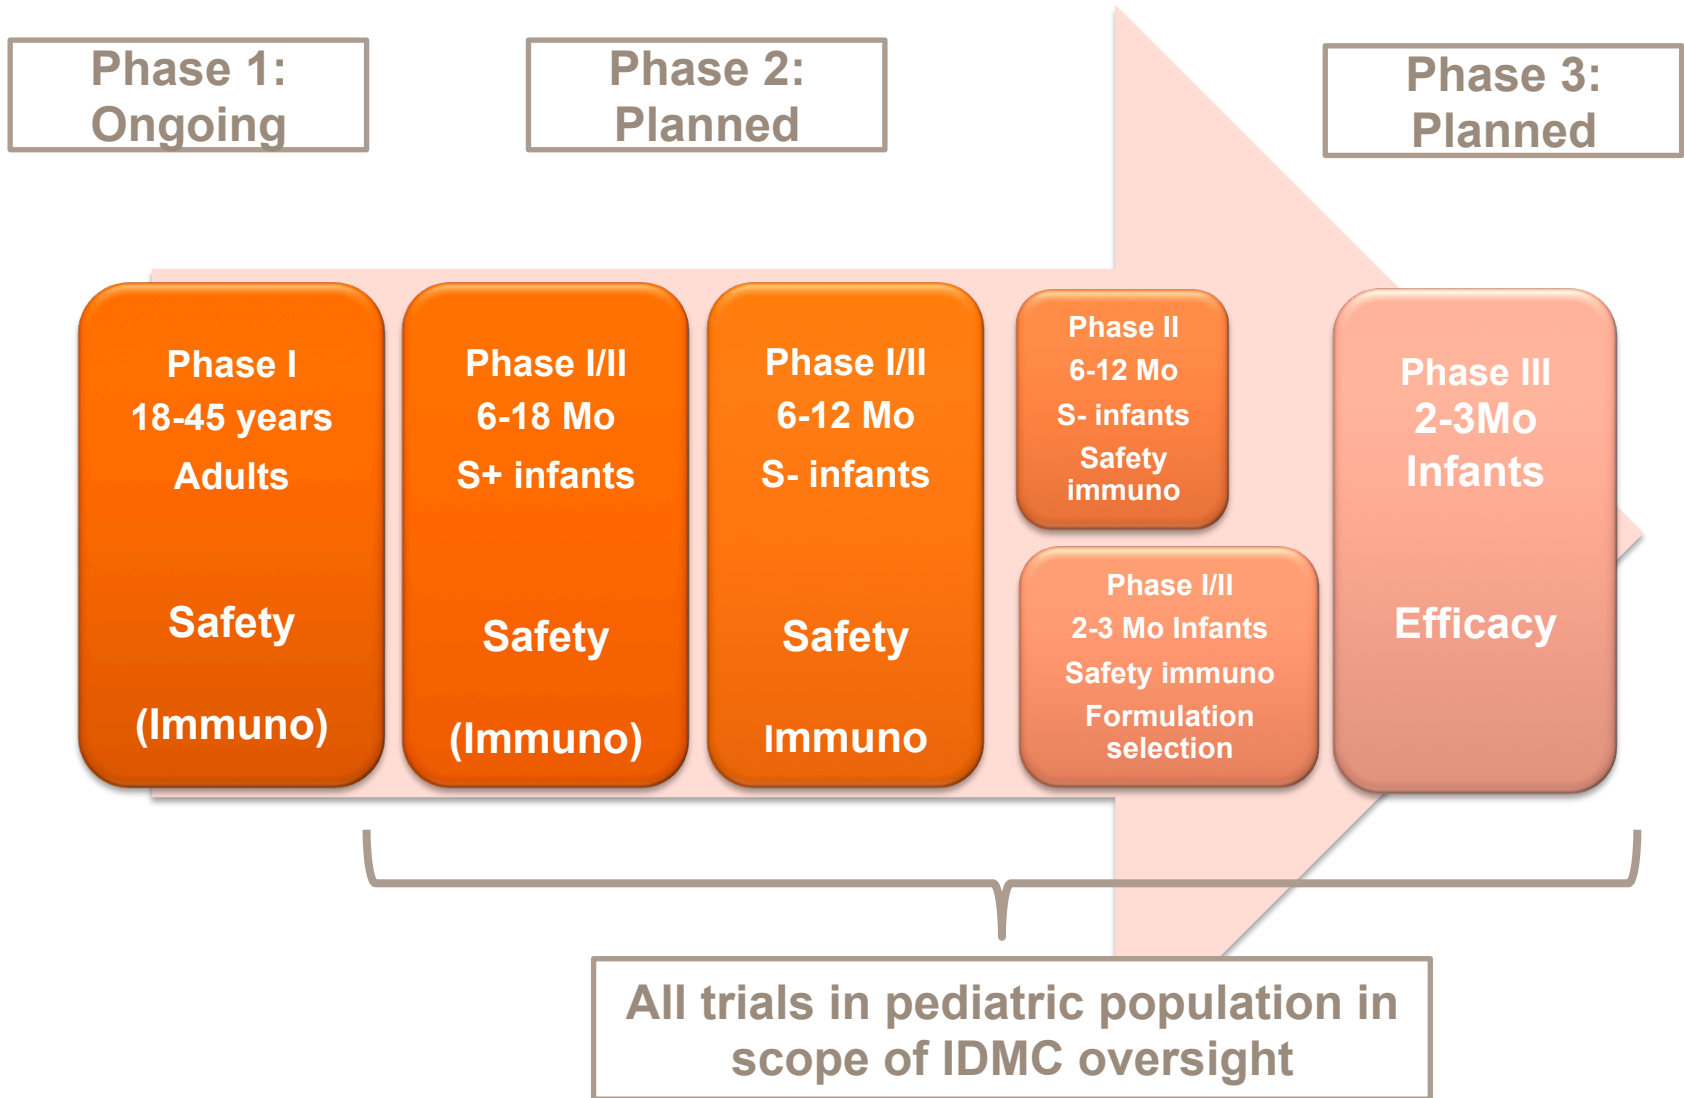 Phase 1:
Ongoing
Phase 2:
Planned
Phase 3:
Planned
Phase I
18-45 years
Adults
Safety
(Immuno)
Phase I/II
6-18 Mo
S+ infants
Safety
(Immuno)
Phase I/II
6-12 Mo
S- infants
Safety
Immuno
Phase II
6-12 Mo
S- infants
Safety
immuno
Phase I/II
2-3 Mo Infants
Safety immuno
Formulation
selection
Phase III
2-3Mo
Infants
Efficacy
All trials in pediatric population in
scope of IDMC oversight